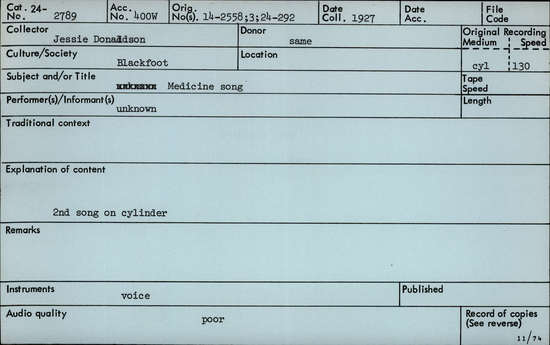 Cat. 24- No. 2789 Acc. No. 400W Orig. No(s). 14-2558;3;24-292 Date Coll. 1927 Date Acc. File Code
Collector Jessie Donaldson Donor same Original Recording Medium Speed
Culture/Society Blackfoot Location cyl 130
Subject and/or Title Medicine song Tape Speed
Performer(s)/Informant(s) unknown Length
Traditional context
Explanation of content
2nd song on cylinder
Remarks
Instruments voice Published
Audio quality poor Record of copies (See reverse)
11/74